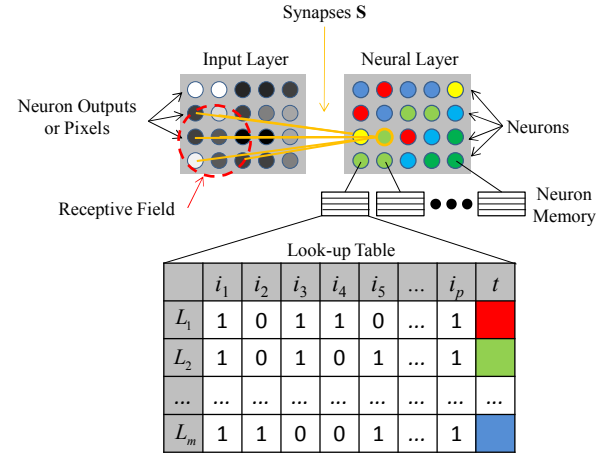 Synapses S
Input Layer
Neural Layer
Neuron Outputs
or Pixels
Neurons
Receptive Field
Neuron
Memory
Look-up Table
i1 i2 i3 i4 i5 ... ip t
L1 1 0 1 1 0 ... 1
L2 1 0 1 0 1 ... 1
... ... ... ... ... ... ... ... ...
Lm 1 1 0 0 1 ... 1